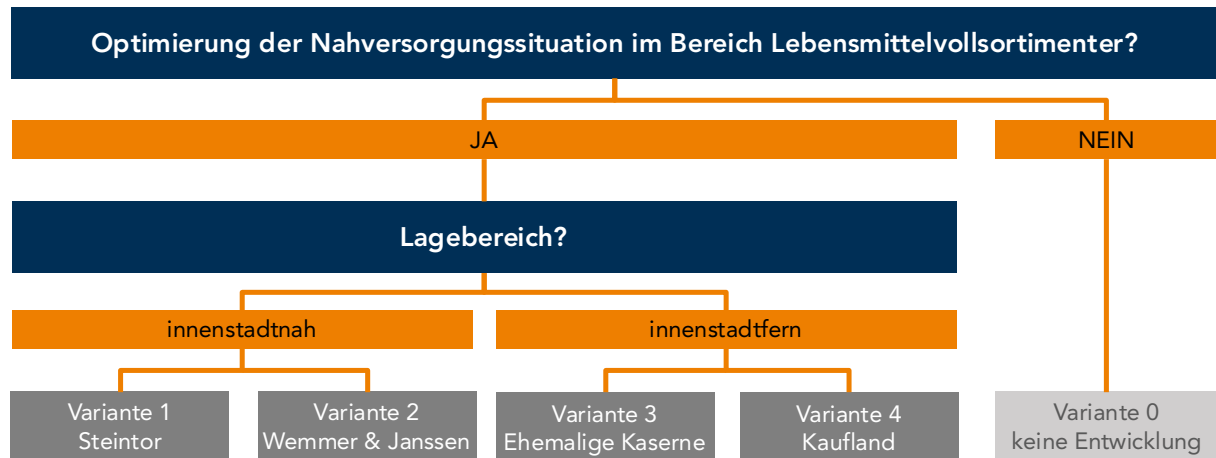 Optimierung der Nahversorgungssituation im Bereich Lebensmittelvollsortimenter?
JA
NEIN
Lagebereich?
innenstadtnah
innenstadtfern
Variante 1
Steintor
Variante 2
Wemmer & Janssen
Variante 3
Ehemalige Kaserne
Variante 4
Kaufland
Variante 0
keine Entwicklung